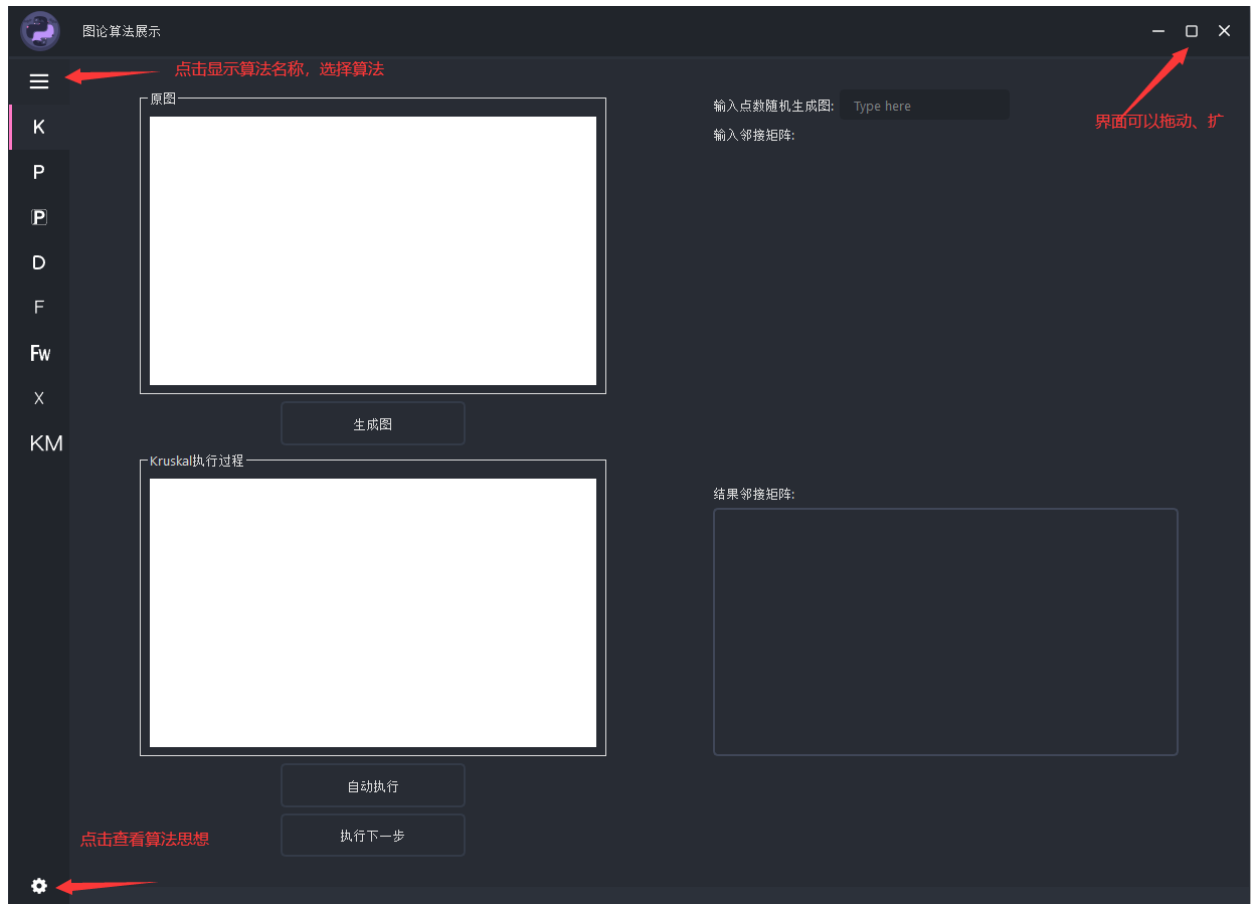 图论算法展示
点击显示算法名称，选择算法
原图
输入点数随机生成图: Type here
界面可以拖动、扩
输入邻接矩阵:
K
P
P
D
F
Fw
X
KM
生成图
Kruskal执行过程
结果邻接矩阵:
自动执行
执行下一步
点击查看算法思想